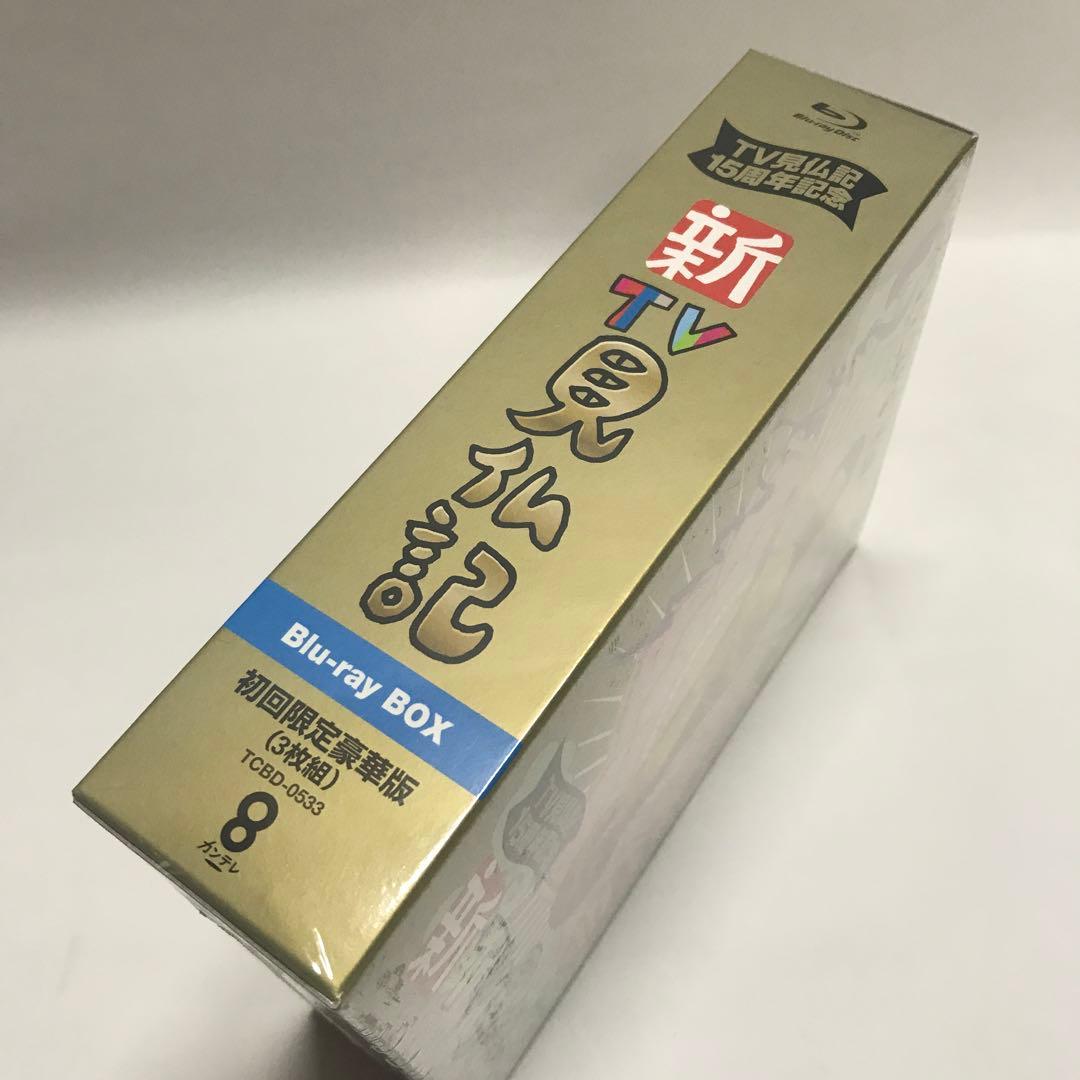 Blu-ray Disc
TV見仏記
15周年記念
新
TV
見仏記
Blu-ray BOX
初回限定豪華版
(3枚組)
TCBD-0533
8
カンテレ